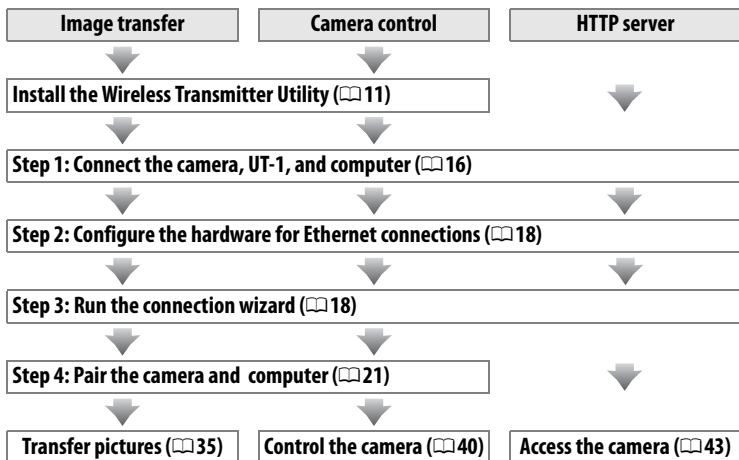 Image transfer
Camera control
HTTP server
Install the Wireless Transmitter Utility (📖11)
Step 1: Connect the camera, UT-1, and computer (📖16)
Step 2: Configure the hardware for Ethernet connections (📖18)
Step 3: Run the connection wizard (📖18)
Step 4: Pair the camera and computer (📖21)
Transfer pictures (📖35)
Control the camera (📖40)
Access the camera (📖43)